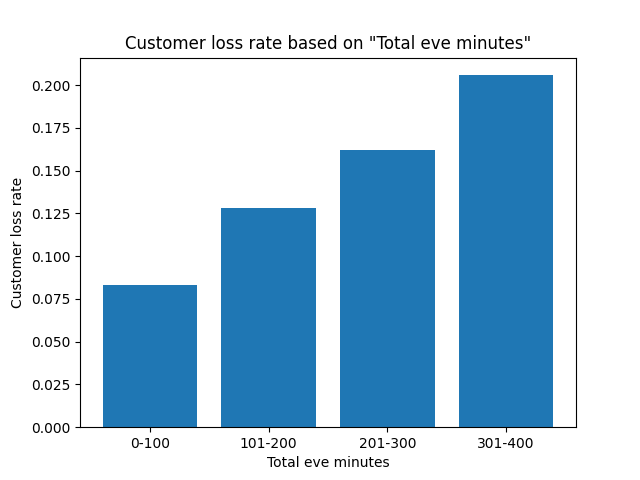 Customer loss rate based on "Total eve minutes"
0.200
0.175
0.150
0.125
0.100
0.075
0.050
0.025
0.000
Customer loss rate
0-100 101-200 201-300 301-400
Total eve minutes